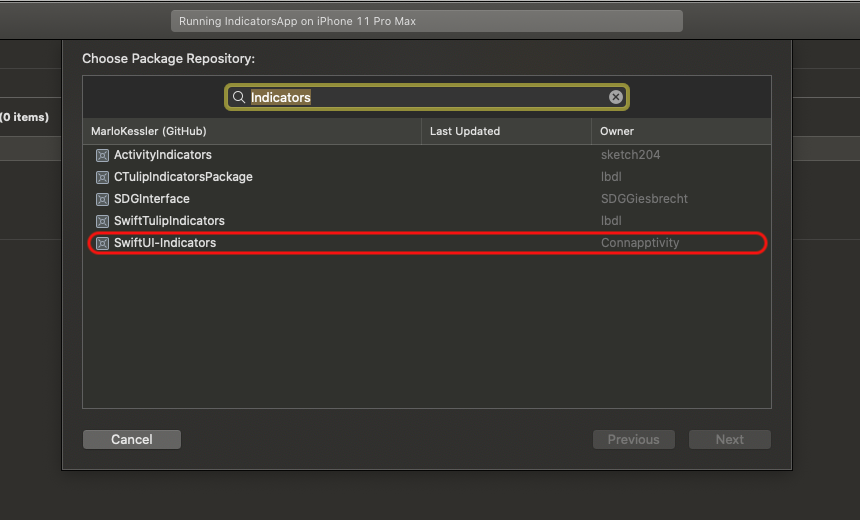 Running IndicatorsApp on iPhone 11 Pro Max
Choose Package Repository:
(0 items)
Indicators
MarloKessler (GitHub) Last Updated Owner
ActivityIndicators sketch204
CTulipIndicatorsPackage lbdl
SDGInterface SDGGiesbrecht
SwiftTulipIndicators lbdl
SwiftUI-Indicators Connapptivity
Cancel Previous Next